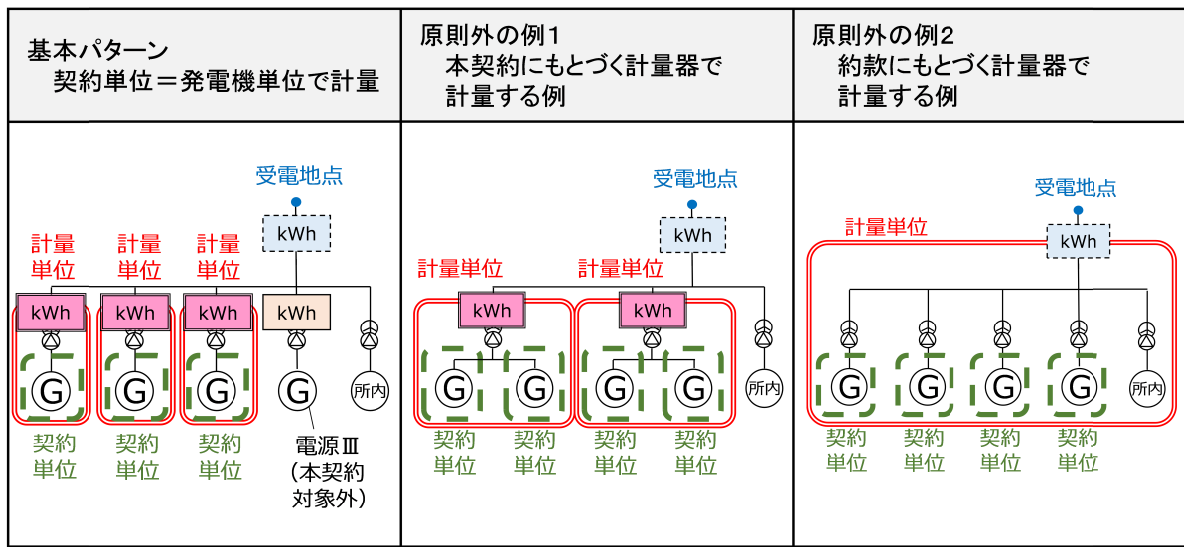 基本パターン
契約単位＝発電機単位で計量
原則外の例1
本契約にもとづく計量器で
計量する例
原則外の例2
約款にもとづく計量器で
計量する例
受電地点
kWh
計量
単位
計量
単位
計量
単位
kWh
kWh
kWh
kWh
G
G
G
G
所内
契約
単位
契約
単位
契約
単位
電源Ⅲ
（本契約
対象外）
受電地点
kWh
計量単位
計量単位
kWh
kWh
G
G
G
G
所内
契約
単位
契約
単位
契約
単位
契約
単位
受電地点
計量単位
kWh
G
G
G
G
所内
契約
単位
契約
単位
契約
単位
契約
単位